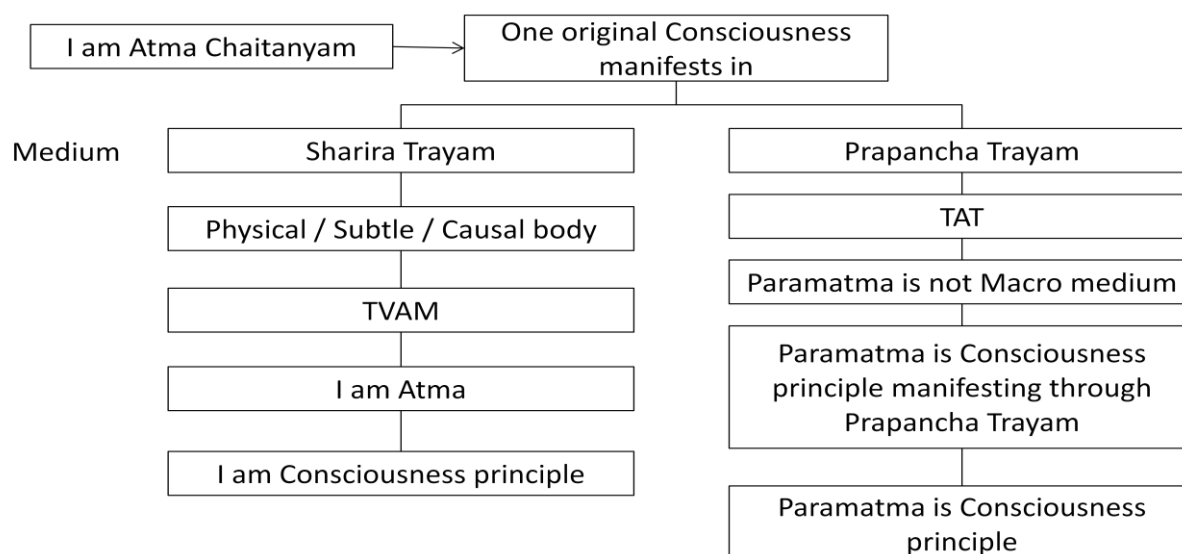 I am Atma Chaitanyam
One original Consciousness
manifests in
Medium
Sharira Trayam
Physical / Subtle / Causal body
TVAM
I am Atma
I am Consciousness principle
Prapancha Trayam
TAT
Paramatma is not Macro medium
Paramatma is Consciousness
principle manifesting through
Prapancha Trayam
Paramatma is Consciousness
principle